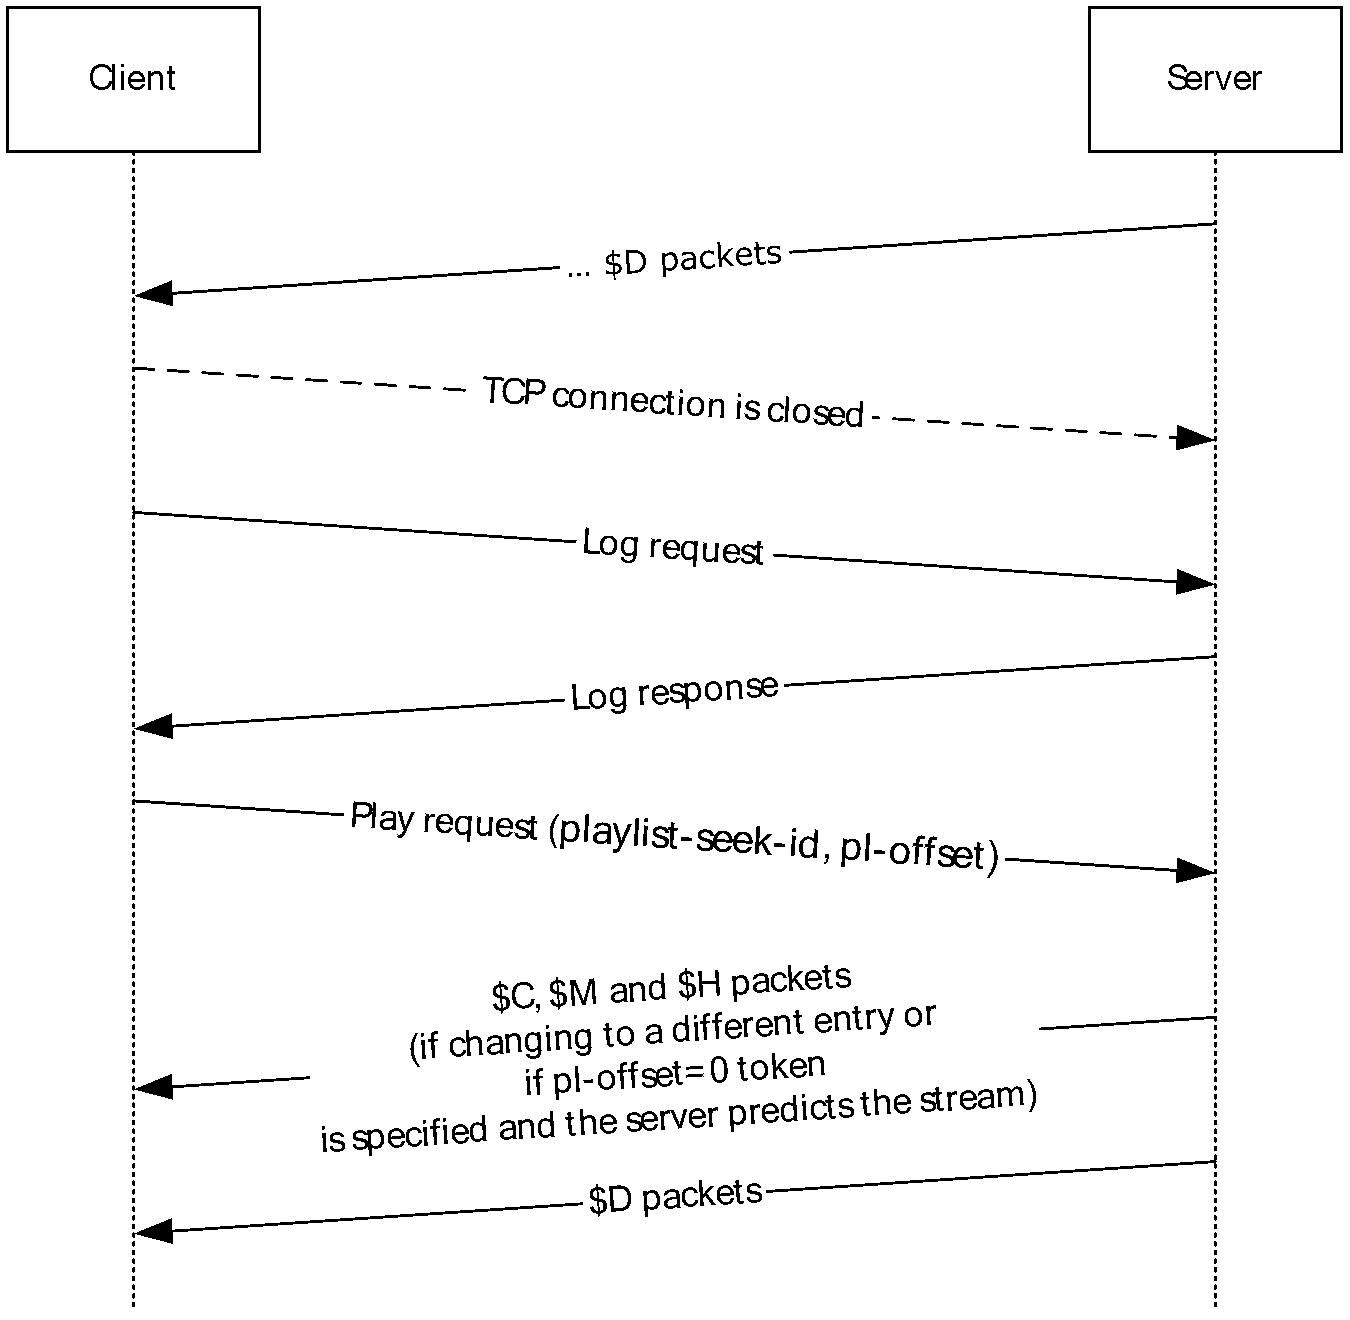 Client
Server
... $D packets
TCP connection is closed
Log request
Log response
Play request (playlist-seek-id, pl-offset)
$C, $M and $H packets
(if changing to a different entry or
if pl-offset=0 token
is specified and the server predicts the stream)
$D packets